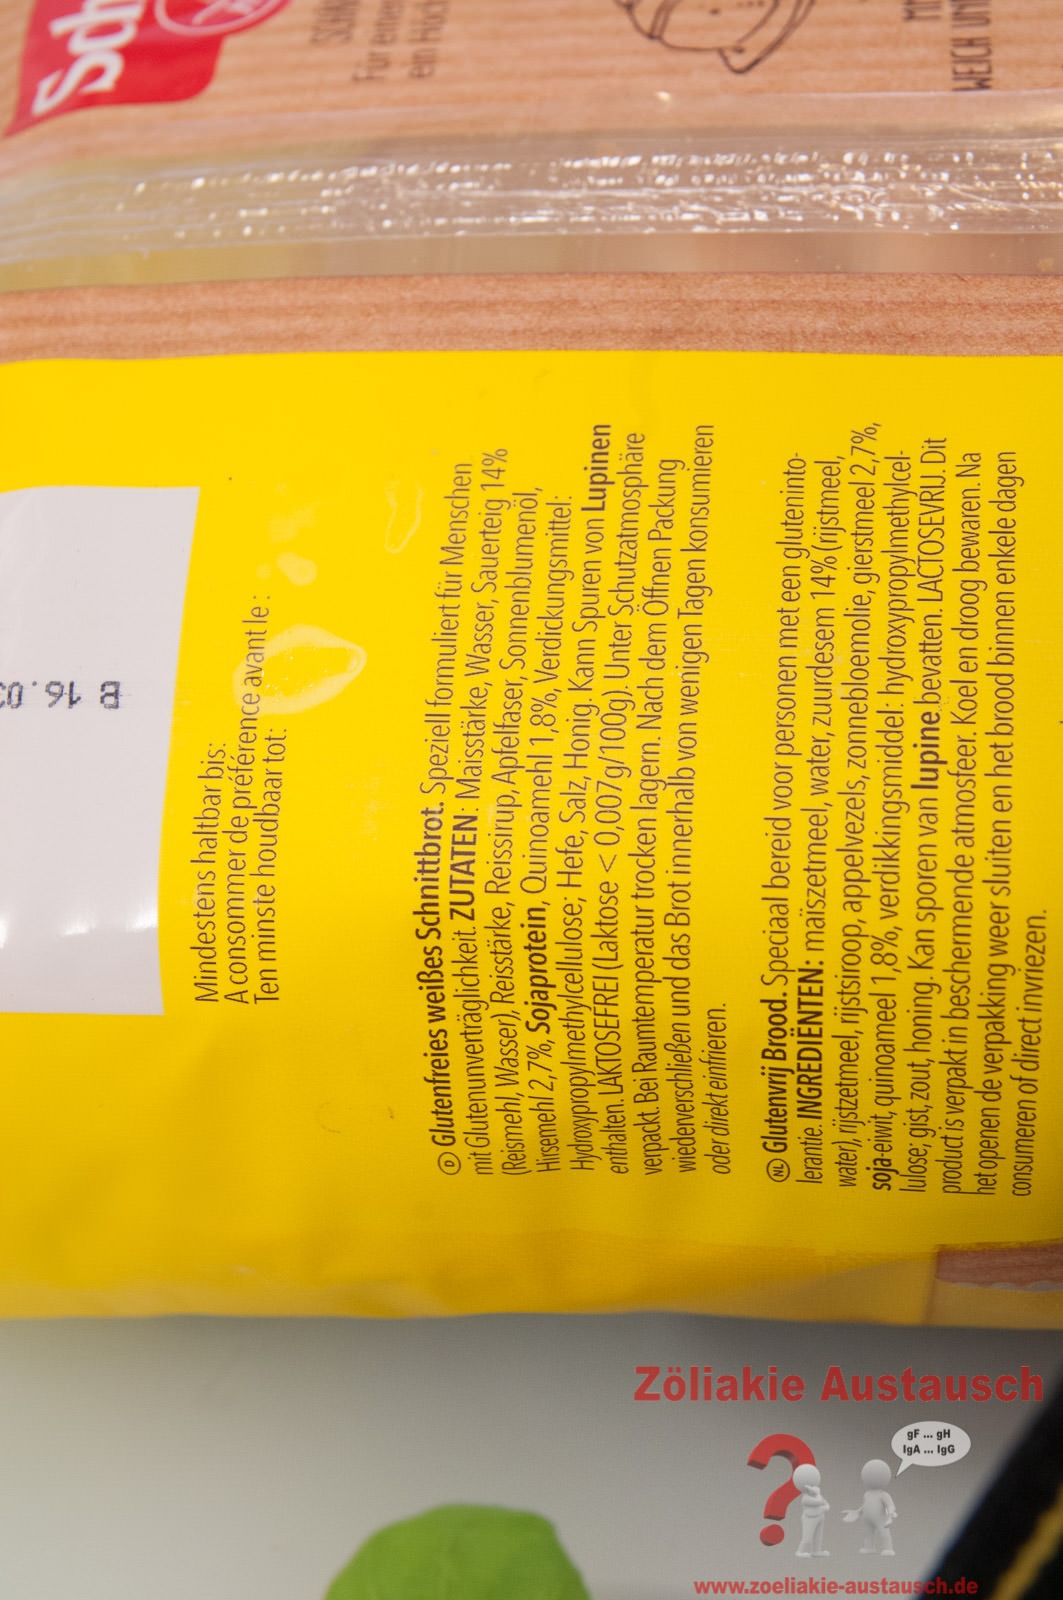 Sch
Für
ein
WEICH
16.03
Mindestens haltbar bis:
A consommer de préférence avant le :
Ten minste houdbaar tot:
D Glutenfreies weißes Schnittbrot. Speziell formuliert für Menschen
mit Glutenunverträglichkeit. ZUTATEN: Maisstärke, Wasser, Sauerteig 14%
(Reismehl, Wasser), Reisstärke, Reissirup, Apfelfaser, Sonnenblumenöl,
Hirsemehl 2,7%, Sojaprotein, Quinoamehl 1,8%, Verdickungsmittel:
Hydroxypropylmethylcellulose; Hefe, Salz, Honig. Kann Spuren von Lupinen
enthalten. LAKTOSEFREI (Laktose < 0,007g/100g). Unter Schutzatmosphäre
verpackt. Bei Raumtemperatur trocken lagern. Nach dem Öffnen Packung
wiederverschließen und das Brot innerhalb von wenigen Tagen konsumieren
oder direkt einfrieren.
NL Glutenvrij Brood. Speciaal bereid voor personen met een gluteninto-
lerantie. INGREDIËNTEN: maïszetmeel, water, zuurdesem 14% (rijstmeel,
water), rijstzetmeel, rijststroop, appelvezels, zonnebloemolie, gierstmeel 2,7%,
soja-eiwit, quinoameel 1,8%, verdikkingsmiddel: hydroxypropylmethylcel-
lulose; gist, zout, honing. Kan sporen van lupine bevatten. LACTOSEVRIJ. Dit
product is verpakt in beschermende atmosfeer. Koel en droog bewaren. Na
het openen de verpakking weer sluiten en het brood binnen enkele dagen
consumeren of direct invriezen.
Zöliakie Austausch
gF ... gH
IgA ... IgG
www.zoeliakie-austausch.de